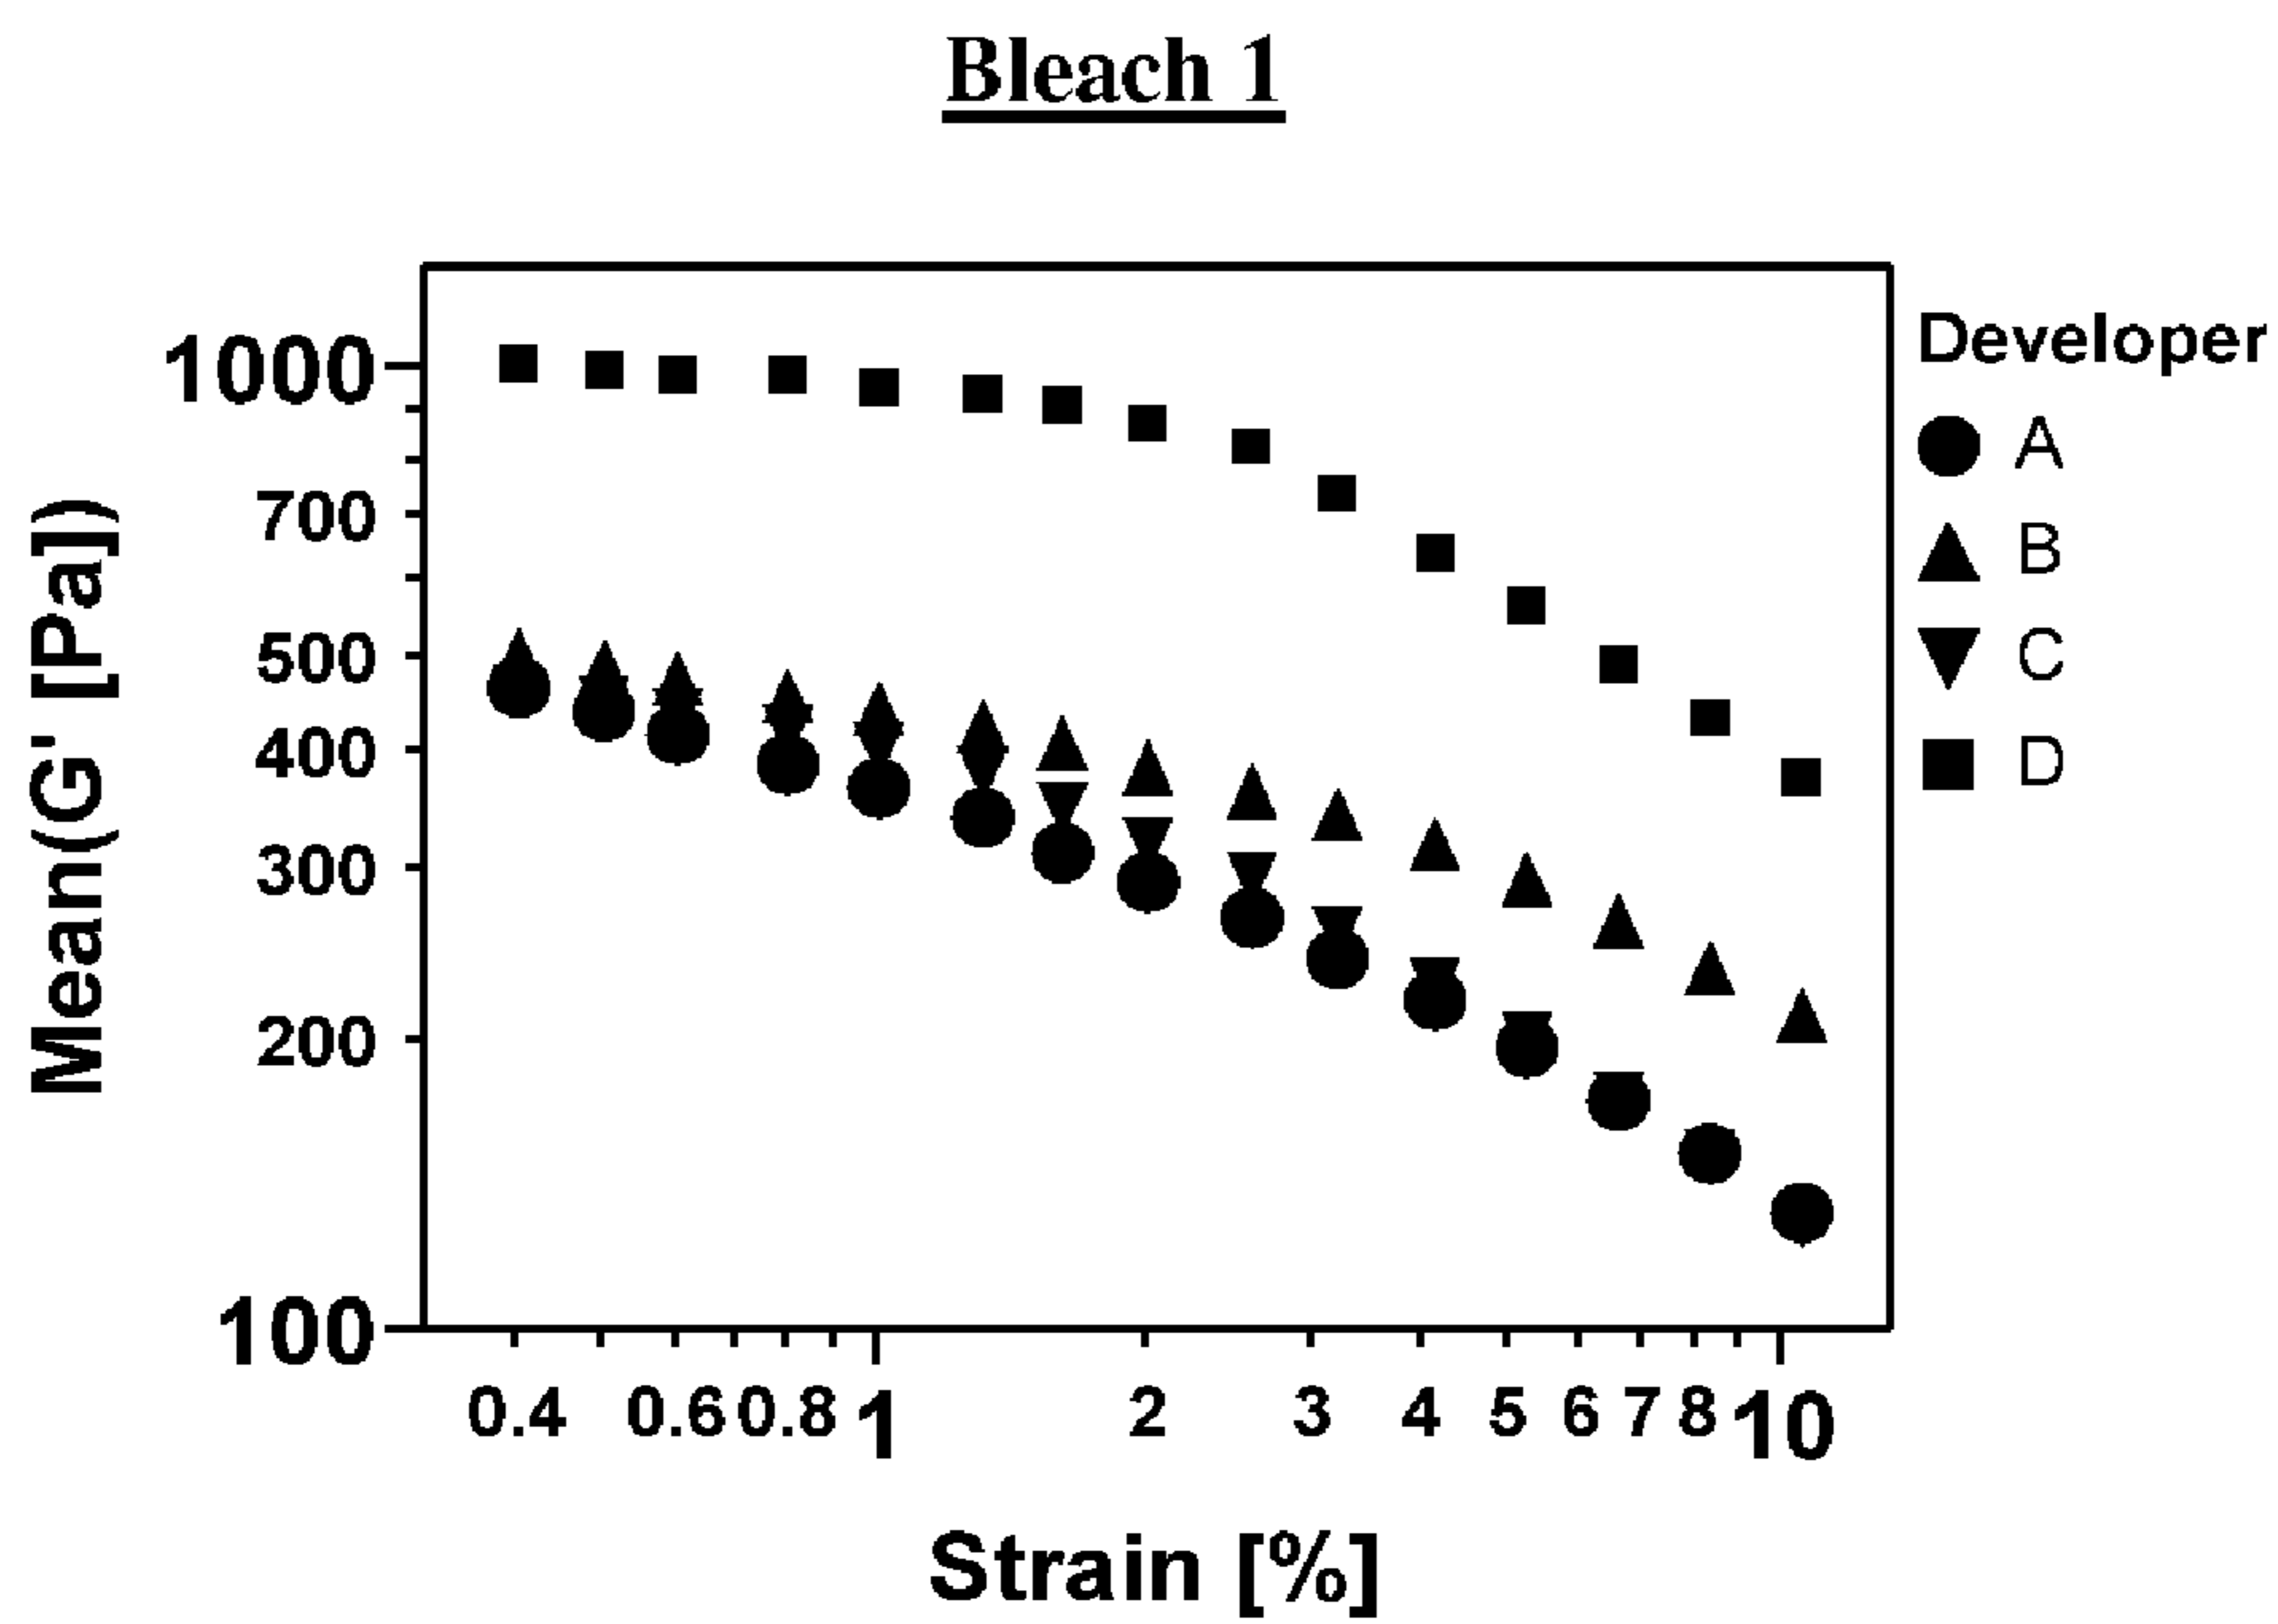 Bleach 1
Mean(G' [Pa])
1000
700
500
400
300
200
100
0.4 0.6 0.8 1 2 3 4 5 6 7 8 10
Strain [%]
Developer
A
B
C
D